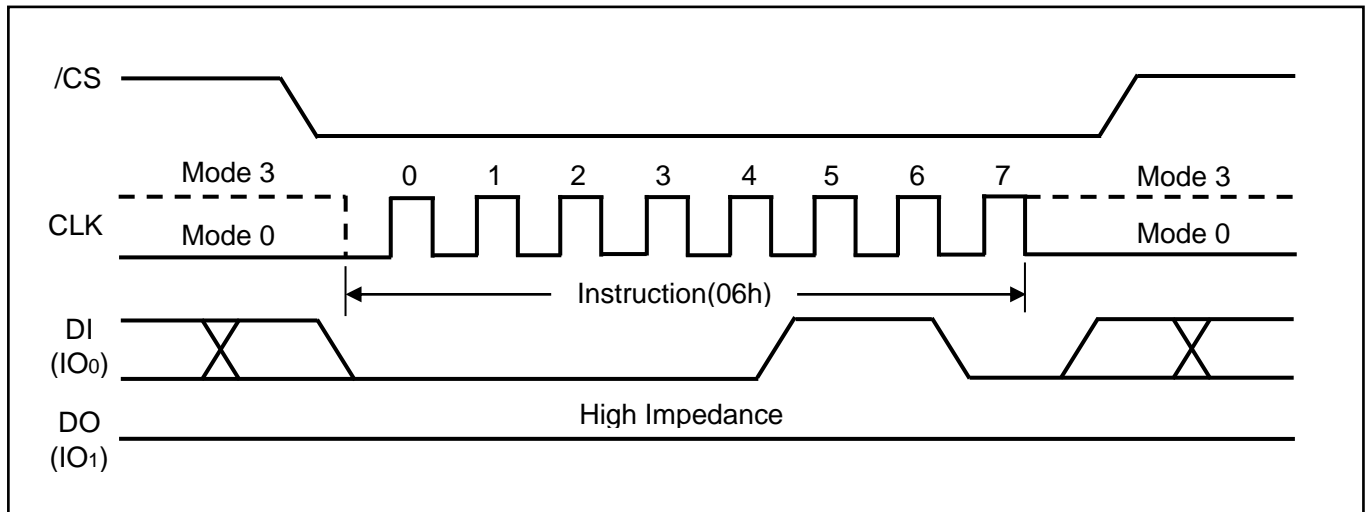 /CS
Mode 3 0 1 2 3 4 5 6 7 Mode 3
CLK
Mode 0 Mode 0
Instruction(06h)
DI
(IO0)
High Impedance
DO
(IO1)